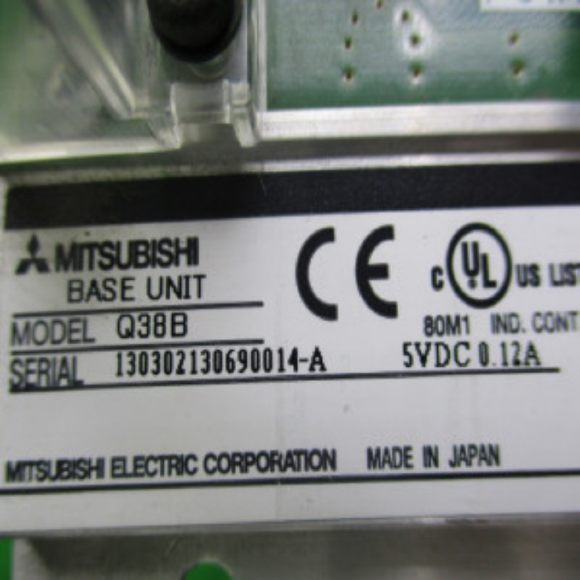 MITSUBISHI
BASE UNIT
MODEL Q38B
SERIAL 130302130690014-A
CE
C UL US LIST
80M1 IND. CONT
5VDC 0.12A
MITSUBISHI ELECTRIC CORPORATION MADE IN JAPAN